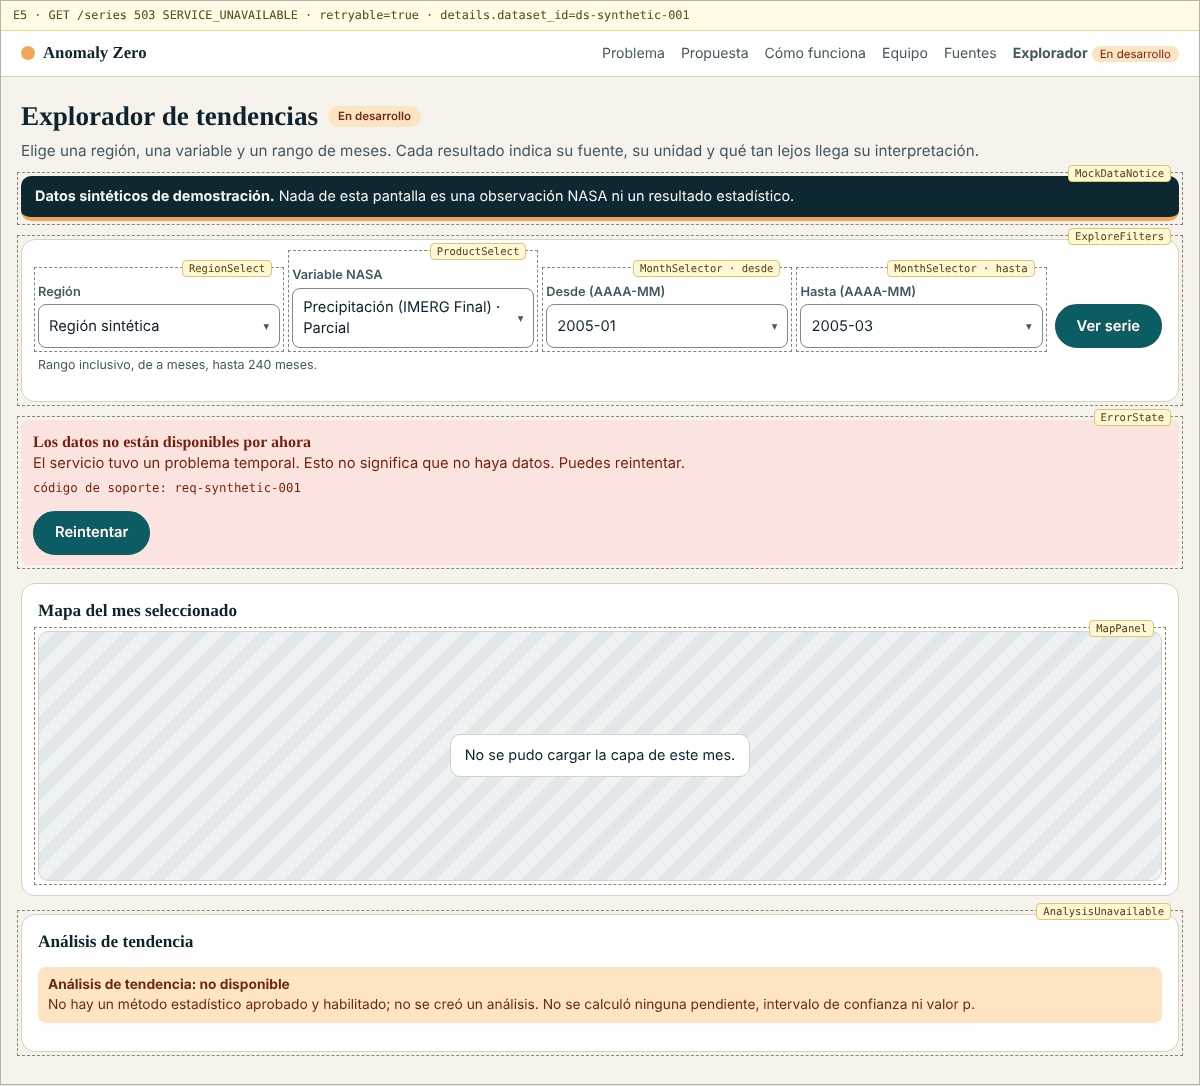 E5 · GET /series 503 SERVICE_UNAVAILABLE · retryable=true · details.dataset_id=ds-synthetic-001
Anomaly Zero
Problema Propuesta Cómo funciona Equipo Fuentes Explorador En desarrollo
Explorador de tendencias En desarrollo
Elige una región, una variable y un rango de meses. Cada resultado indica su fuente, su unidad y qué tan lejos llega su interpretación.
MockDataNotice
Datos sintéticos de demostración. Nada de esta pantalla es una observación NASA ni un resultado estadístico.
ExploreFilters
RegionSelect
Región
Región sintética ▾
ProductSelect
Variable NASA
Precipitación (IMERG Final) ·
Parcial ▾
MonthSelector · desde
Desde (AAAA-MM)
2005-01 ▾
MonthSelector · hasta
Hasta (AAAA-MM)
2005-03 ▾
Ver serie
Rango inclusivo, de a meses, hasta 240 meses.
ErrorState
Los datos no están disponibles por ahora
El servicio tuvo un problema temporal. Esto no significa que no haya datos. Puedes reintentar.
código de soporte: req-synthetic-001
Reintentar
Mapa del mes seleccionado
MapPanel
No se pudo cargar la capa de este mes.
AnalysisUnavailable
Análisis de tendencia
Análisis de tendencia: no disponible
No hay un método estadístico aprobado y habilitado; no se creó un análisis. No se calculó ninguna pendiente, intervalo de confianza ni valor p.